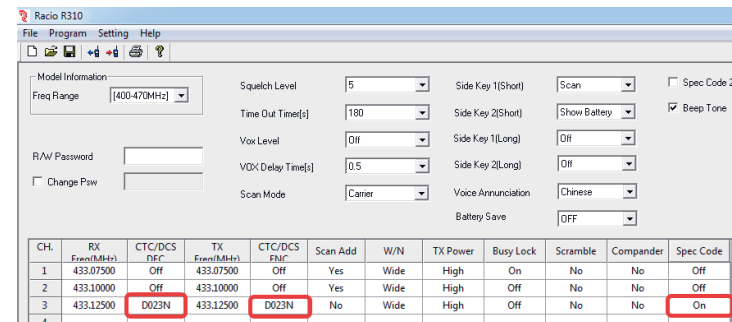 Racio R310
File Program Setting Help
Model Information
Freq Range [400-470MHz]
R/W Password
Change Psw
Squelch Level 5
Time Out Timer[s] 180
Vox Level Off
VOX Delay Time[s] 0.5
Scan Mode Carrier
Side Key 1(Short) Scan
Side Key 2(Short) Show Battery
Side Key 1(Long) Off
Side Key 2(Long) Off
Voice Annunciation Chinese
Battery Save OFF
Spec Code 2
Beep Tone
CH. RX Freq(MHz) CTC/DCS DEC TX Freq(MHz) CTC/DCS ENC Scan Add W/N TX Power Busy Lock Scramble Compander Spec Code
1 433.07500 Off 433.07500 Off Yes Wide High On No No Off
2 433.10000 Off 433.10000 Off Yes Wide High Off No No Off
3 433.12500 D023N 433.12500 D023N No Wide High Off No No On
4